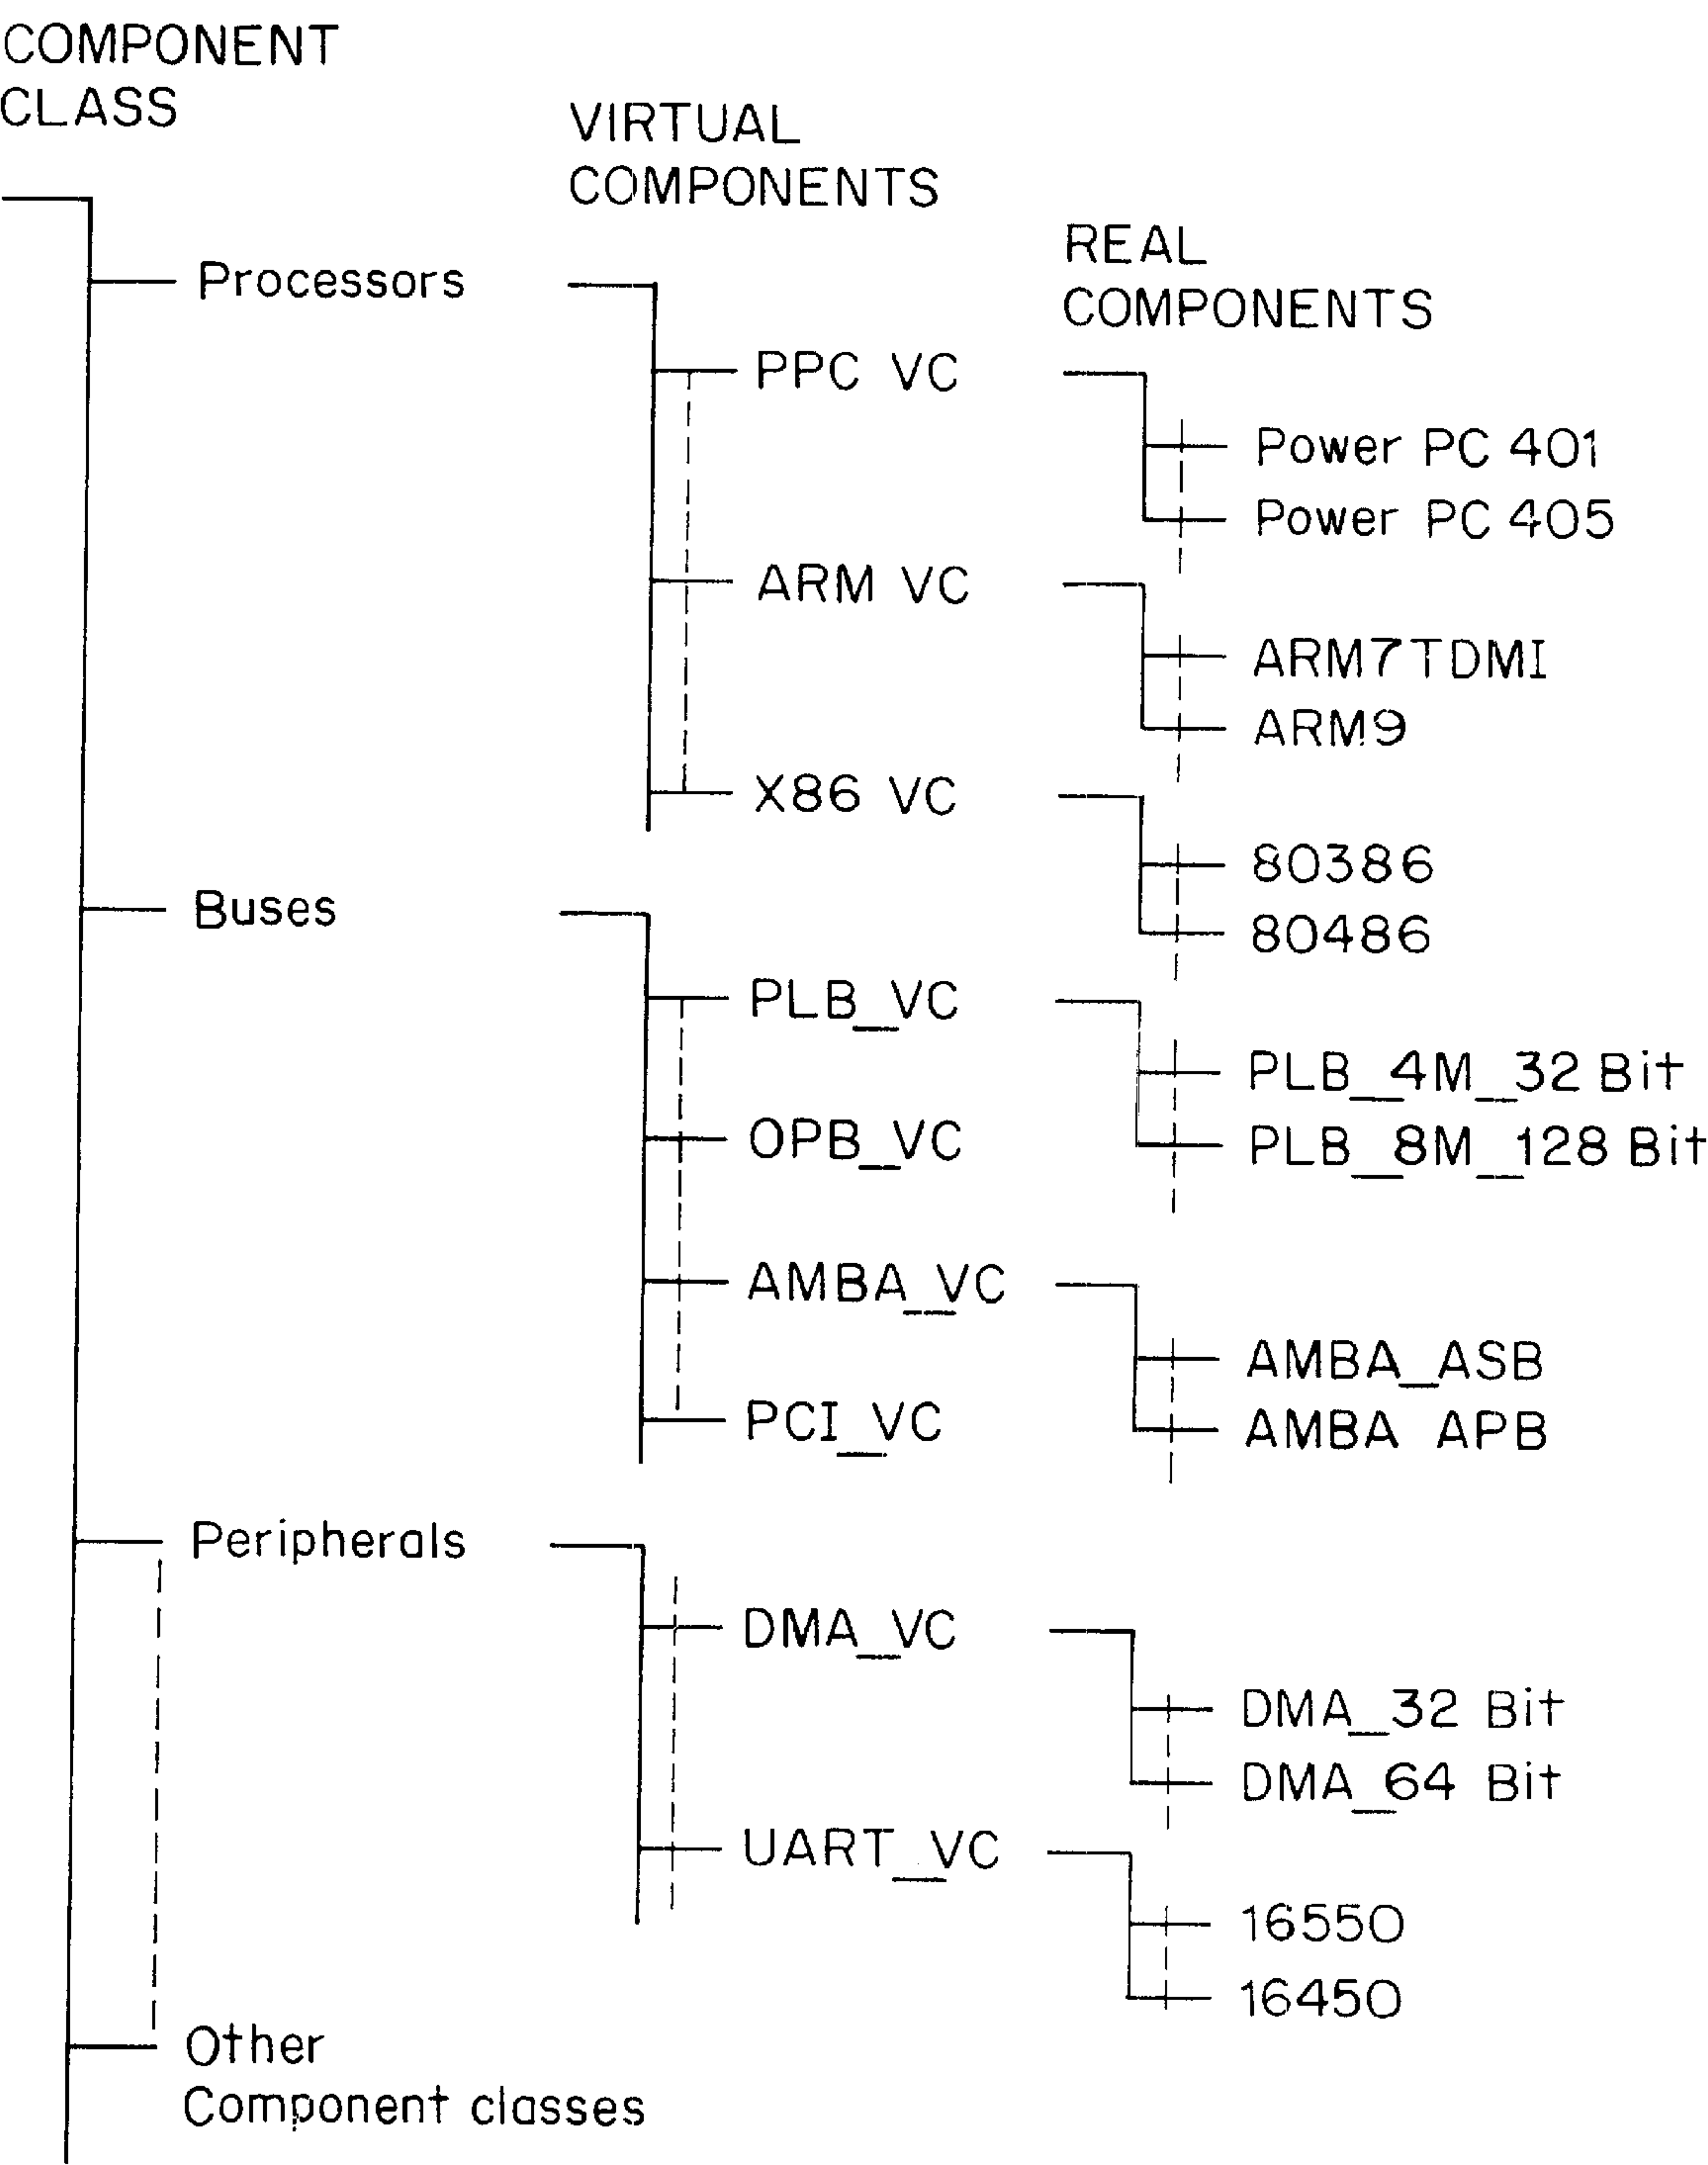 COMPONENT
CLASS
VIRTUAL
COMPONENTS
REAL
COMPONENTS
Processors
PPC VC
Power PC 401
Power PC 405
ARM VC
ARM7TDMI
ARM9
X86 VC
80386
80486
Buses
PLB_VC
PLB_4M_32 Bit
PLB_8M_128 Bit
OPB_VC
AMBA_VC
AMBA_ASB
AMBA APB
PCI_VC
Peripherals
DMA_VC
DMA_32 Bit
DMA_64 Bit
UART_VC
16550
16450
Other
Component classes